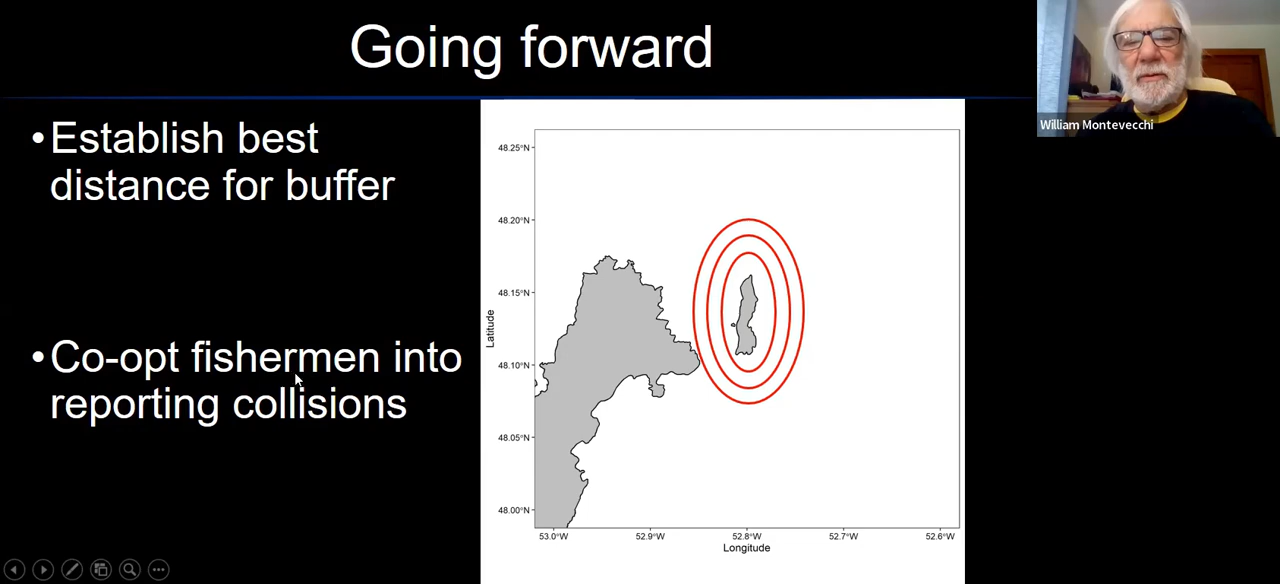 Going forward
William Montevecchi
•Establish best
distance for buffer
•Co-opt fishermen into
reporting collisions
48.25°N
48.20°N
48.15°N
48.10°N
48.05°N
48.00°N
Latitude
53.0°W 52.9°W 52.8°W 52.7°W 52.6°W
Longitude